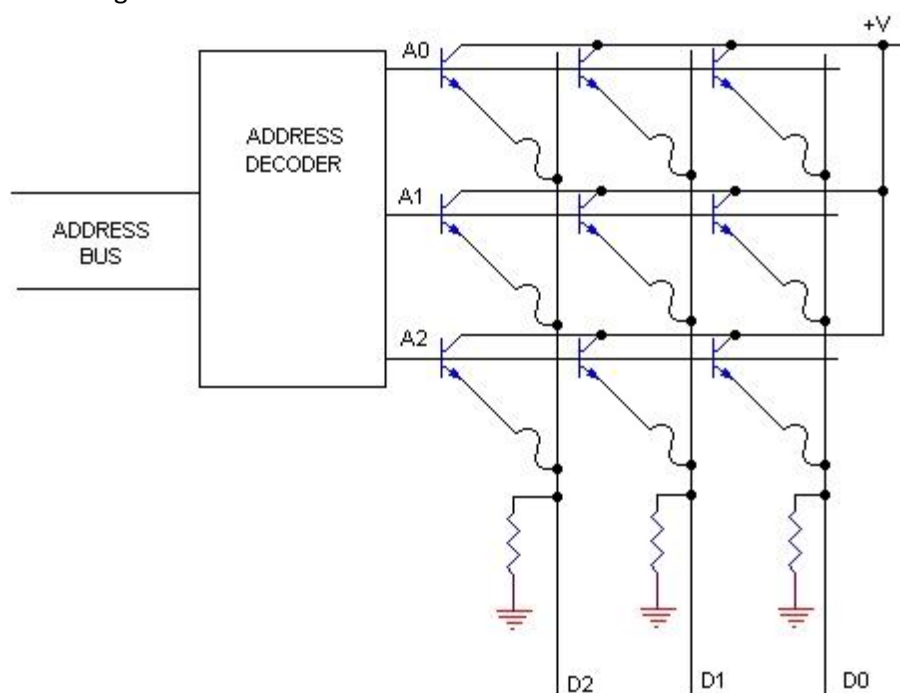 +V
A0
ADDRESS
DECODER
A1
ADDRESS
BUS
A2
D2
D1
D0